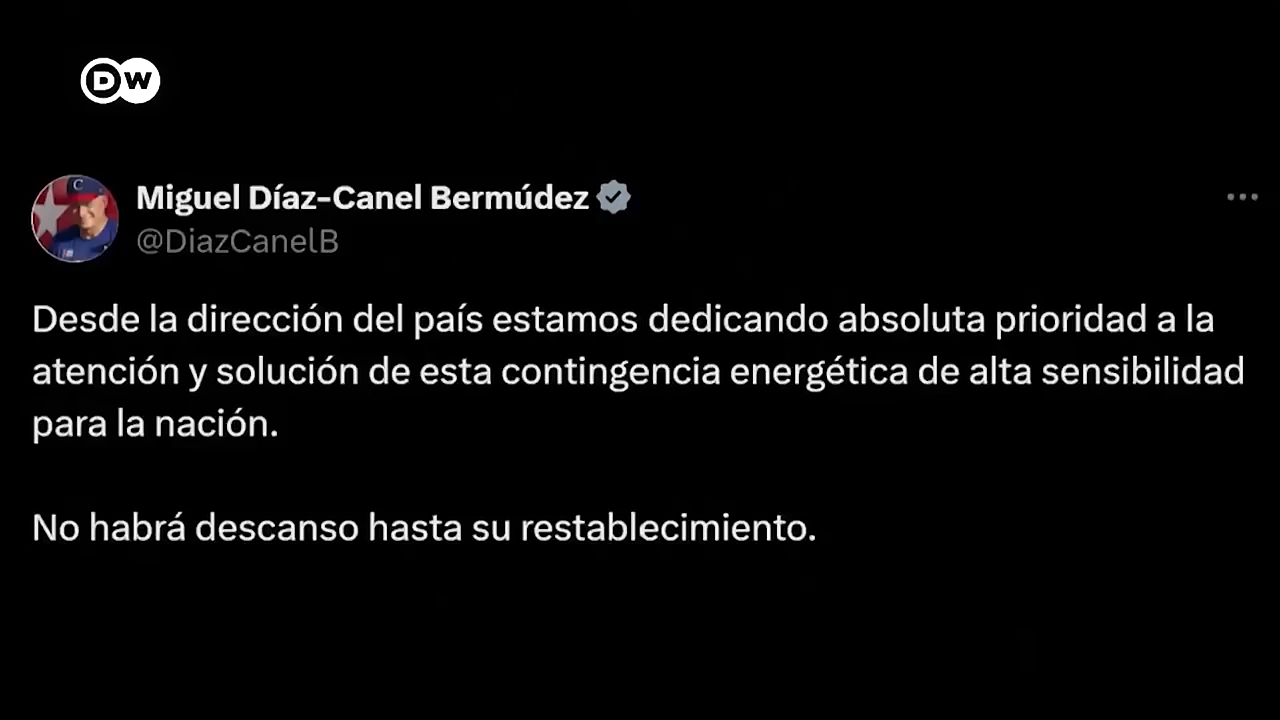 DW
Miguel Díaz-Canel Bermúdez
@DiazCanelB
Desde la dirección del país estamos dedicando absoluta prioridad a la
atención y solución de esta contingencia energética de alta sensibilidad
para la nación.
No habrá descanso hasta su restablecimiento.